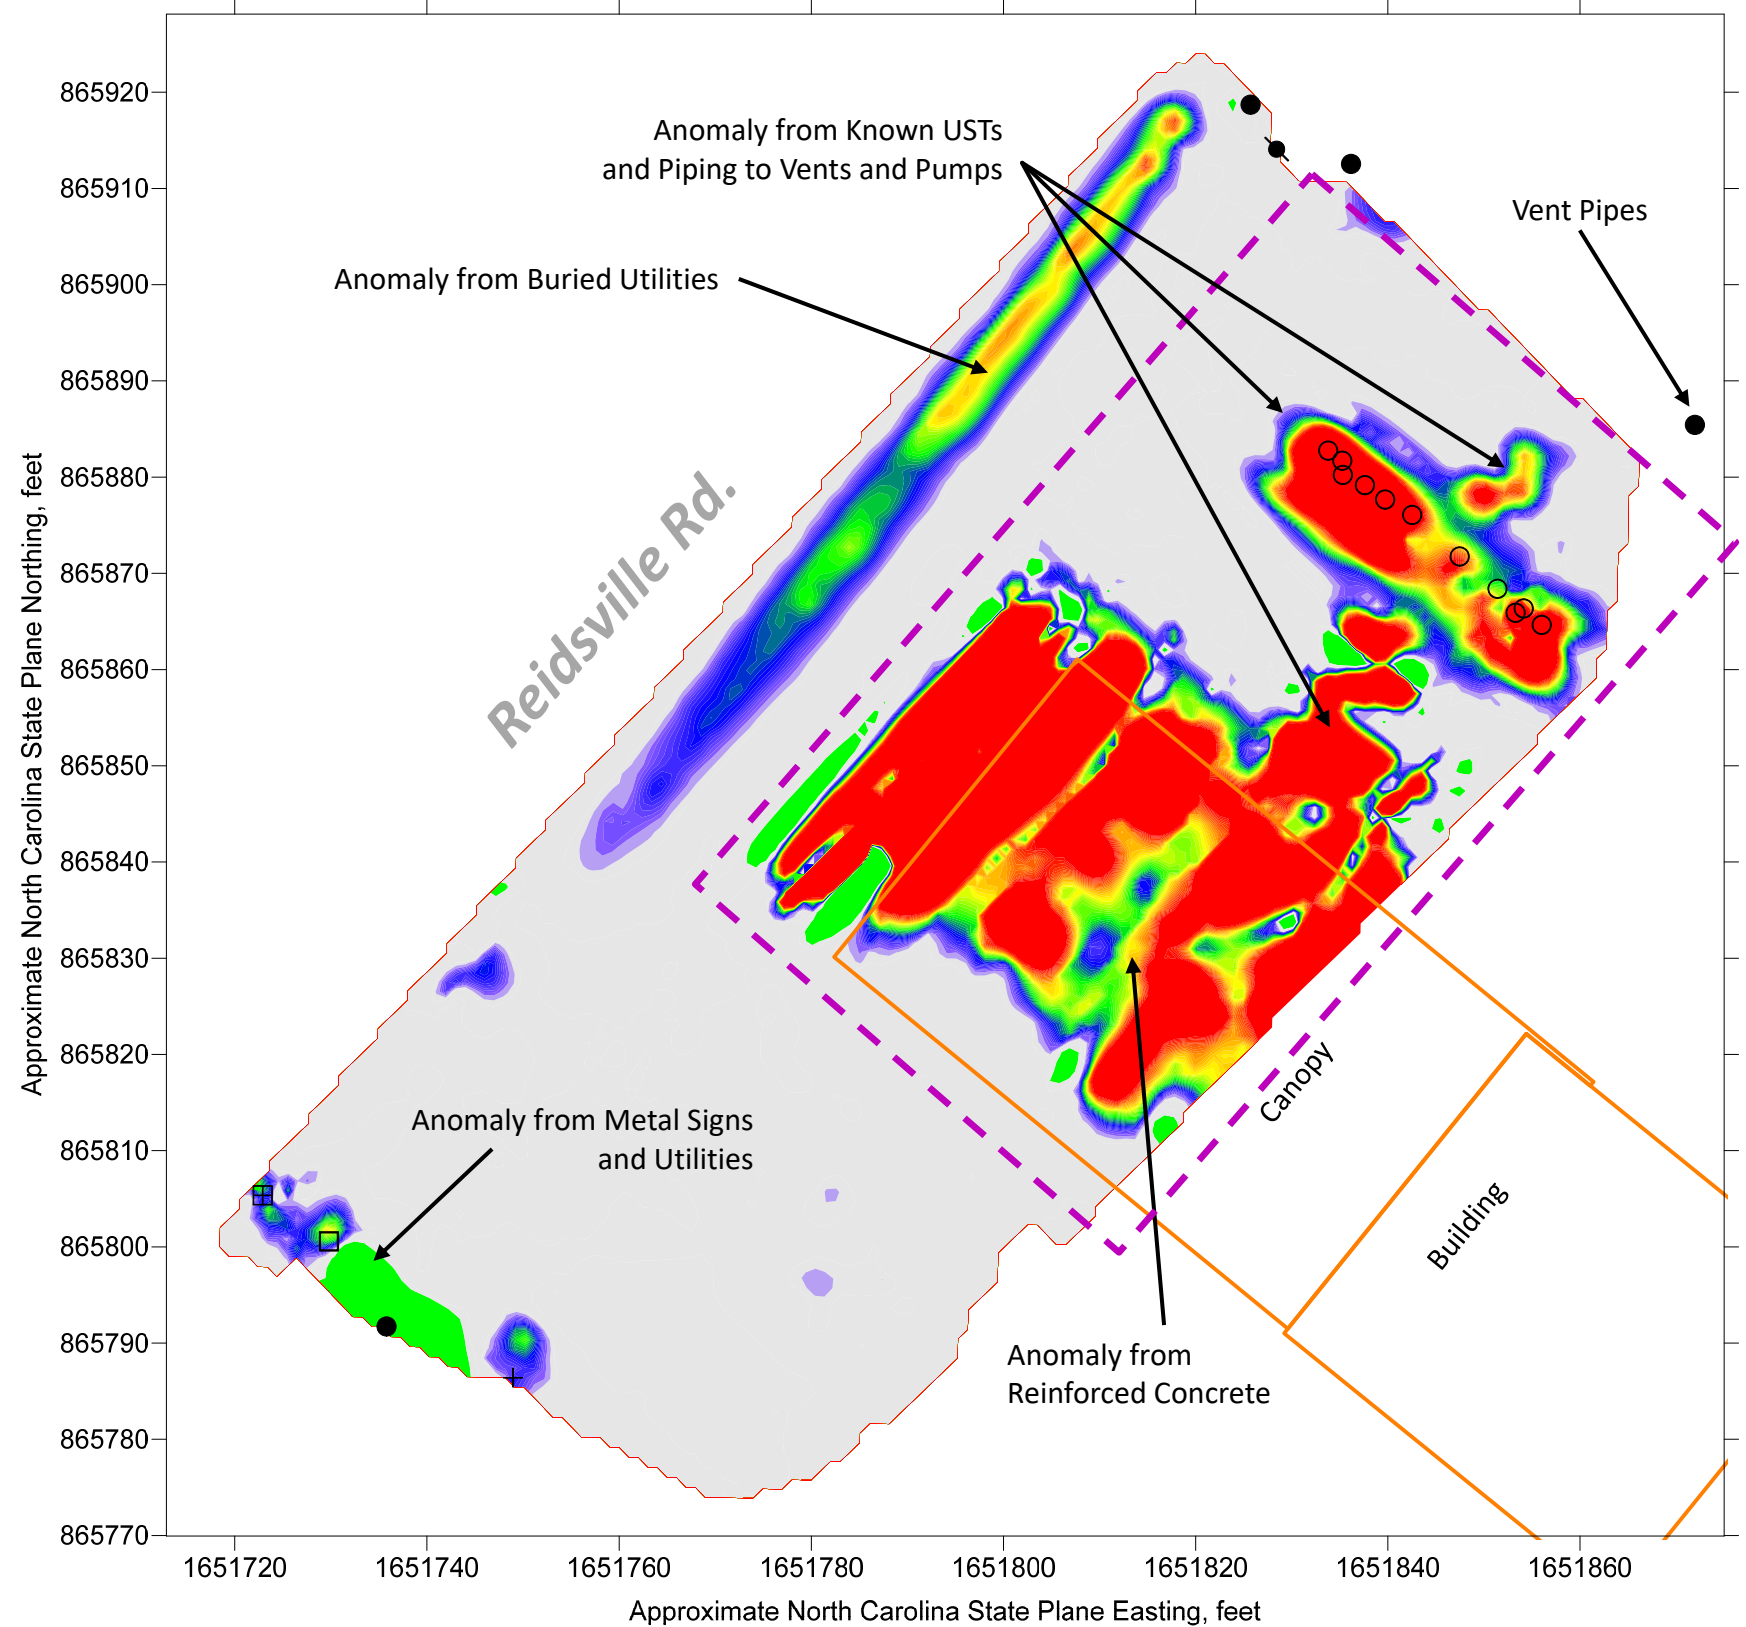 865920
Anomaly from Known USTs
and Piping to Vents and Pumps
865910
Vent Pipes
865900
Anomaly from Buried Utilities
865890
865880
Reidsville Rd.
865870
865860
865850
865840
865830
865820
Canopy
Anomaly from Metal Signs
and Utilities
865810
Building
865800
865790
Anomaly from
Reinforced Concrete
865780
865770
Approximate North Carolina State Plane Northing, feet
1651720 1651740 1651760 1651780 1651800 1651820 1651840 1651860
Approximate North Carolina State Plane Easting, feet